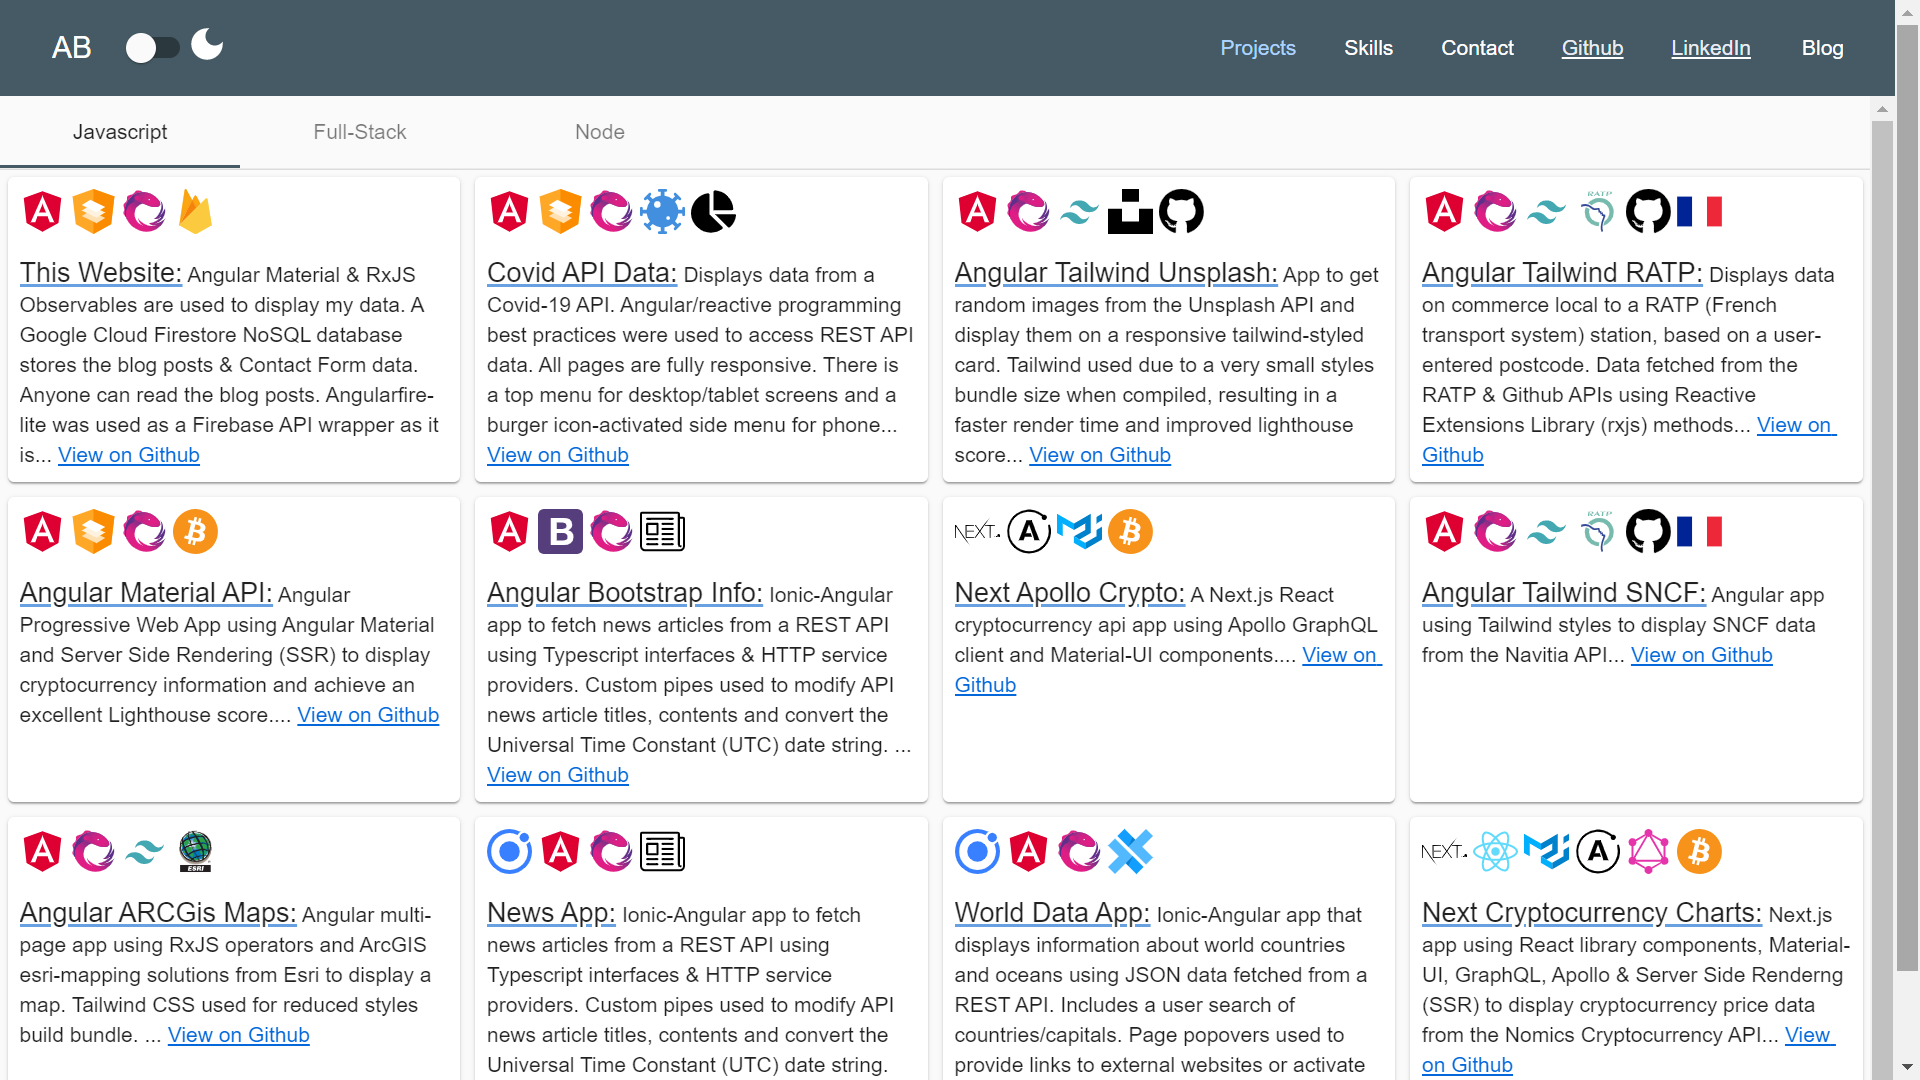 AB
Projects Skills Contact Github LinkedIn Blog
Javascript Full-Stack Node
This Website: Angular Material & RxJS
Observables are used to display my data. A
Google Cloud Firestore NoSQL database
stores the blog posts & Contact Form data.
Anyone can read the blog posts. Angularfire-
lite was used as a Firebase API wrapper as it
is... View on Github
Covid API Data: Displays data from a
Covid-19 API. Angular/reactive programming
best practices were used to access REST API
data. All pages are fully responsive. There is
a top menu for desktop/tablet screens and a
burger icon-activated side menu for phone...
View on Github
Angular Tailwind Unsplash: App to get
random images from the Unsplash API and
display them on a responsive tailwind-styled
card. Tailwind used due to a very small styles
bundle size when compiled, resulting in a
faster render time and improved lighthouse
score... View on Github
RATP
Angular Tailwind RATP: Displays data
on commerce local to a RATP (French
transport system) station, based on a user-
entered postcode. Data fetched from the
RATP & Github APIs using Reactive
Extensions Library (rxjs) methods... View on
Github
Angular Material API: Angular
Progressive Web App using Angular Material
and Server Side Rendering (SSR) to display
cryptocurrency information and achieve an
excellent Lighthouse score.... View on Github
B
Angular Bootstrap Info: Ionic-Angular
app to fetch news articles from a REST API
using Typescript interfaces & HTTP service
providers. Custom pipes used to modify API
news article titles, contents and convert the
Universal Time Constant (UTC) date string. ...
View on Github
NEXT.
Next Apollo Crypto: A Next.js React
cryptocurrency api app using Apollo GraphQL
client and Material-UI components.... View on
Github
RATP
Angular Tailwind SNCF: Angular app
using Tailwind styles to display SNCF data
from the Navitia API... View on Github
ESRI
Angular ARCGis Maps: Angular multi-
page app using RxJS operators and ArcGIS
esri-mapping solutions from Esri to display a
map. Tailwind CSS used for reduced styles
build bundle. ... View on Github
News App: Ionic-Angular app to fetch
news articles from a REST API using
Typescript interfaces & HTTP service
providers. Custom pipes used to modify API
news article titles, contents and convert the
Universal Time Constant (UTC) date string.
World Data App: Ionic-Angular app that
displays information about world countries
and oceans using JSON data fetched from a
REST API. Includes a user search of
countries/capitals. Page popovers used to
provide links to external websites or activate
NEXT.
Next Cryptocurrency Charts: Next.js
app using React library components, Material-
UI, GraphQL, Apollo & Server Side Renderng
(SSR) to display cryptocurrency price data
from the Nomics Cryptocurrency API... View
on Github